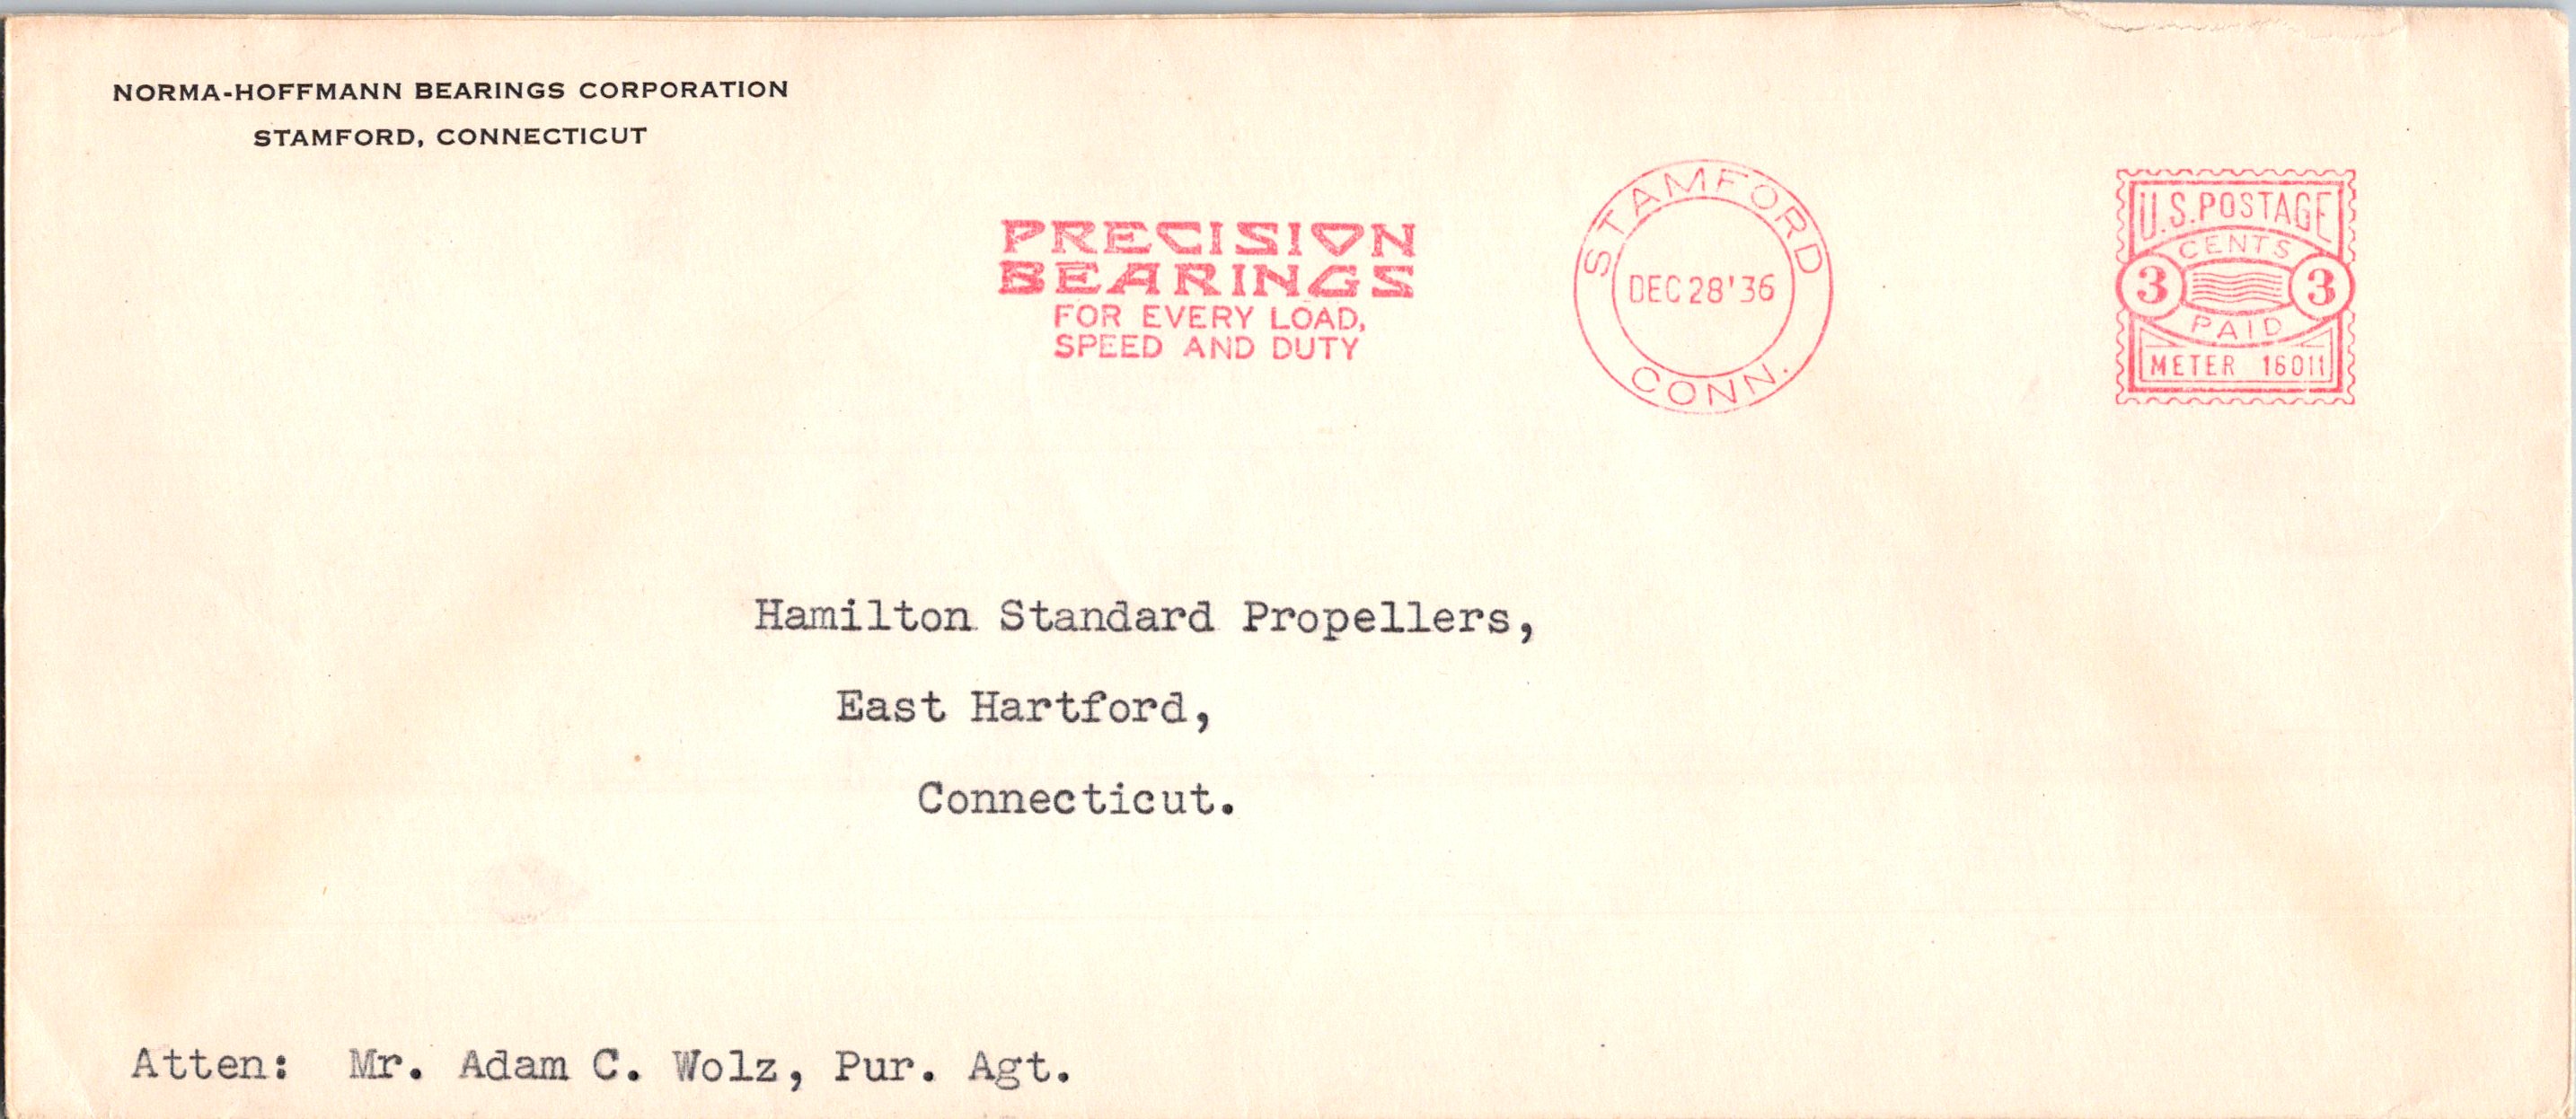 NORMA-HOFFMANN BEARINGS CORPORATION
STAMFORD, CONNECTICUT
PRECISION
BEARINGS
FOR EVERY LOAD,
SPEED AND DUTY
STAMFORD
DEC 28 '36
CONN.
U.S. POSTAGE
CENTS
3 3
PAID
METER 16011
Hamilton Standard Propellers,
East Hartford,
Connecticut.
Atten: Mr. Adam C. Wolz, Pur. Agt.